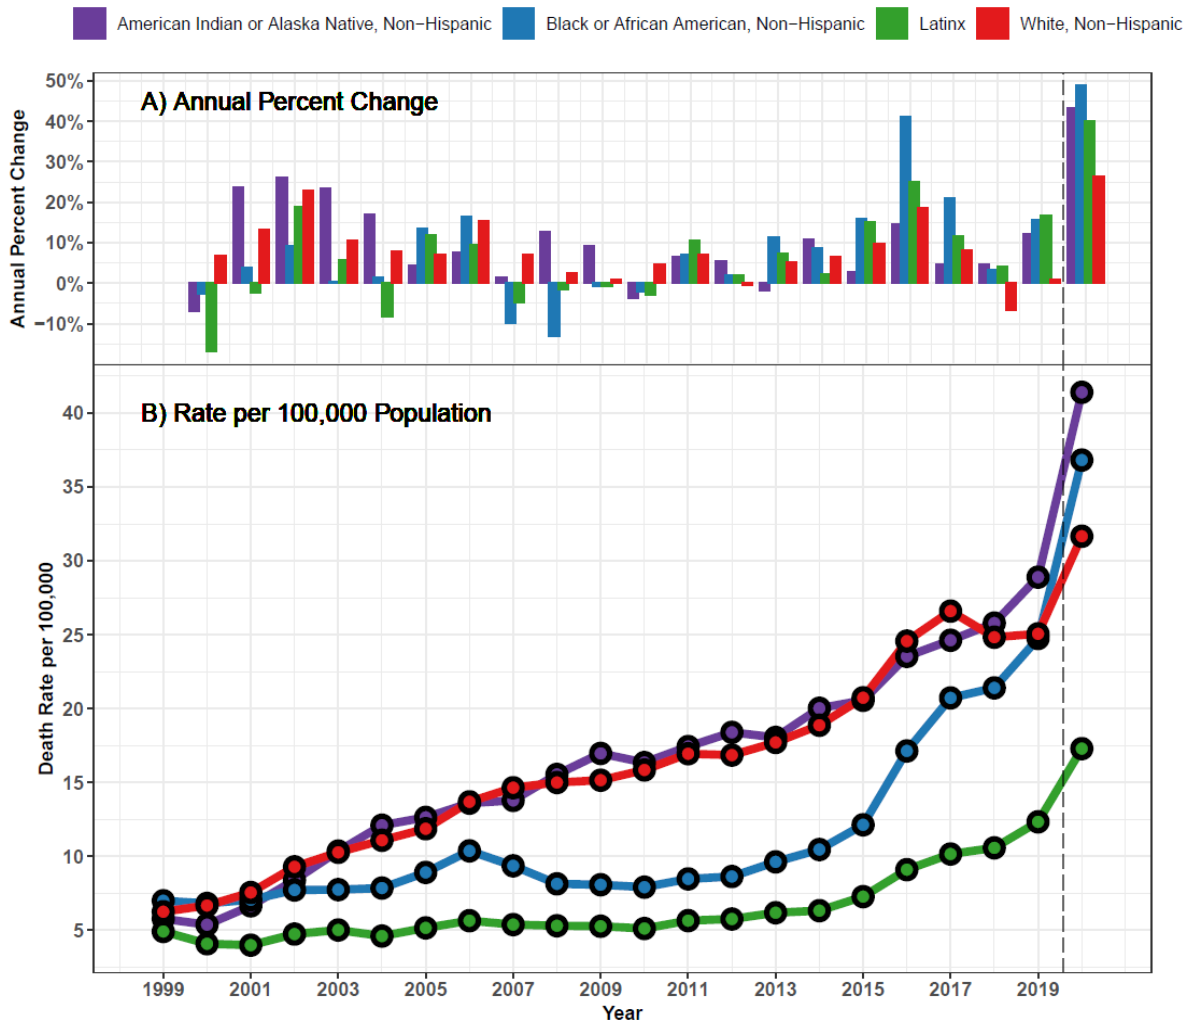 American Indian or Alaska Native, Non−Hispanic Black or African American, Non−Hispanic Latinx White, Non−Hispanic
A) Annual Percent Change
Annual Percent Change
50%
40%
30%
20%
10%
0%
−10%
B) Rate per 100,000 Population
Death Rate per 100,000
40
35
30
25
20
15
10
5
1999 2001 2003 2005 2007 2009 2011 2013 2015 2017 2019
Year